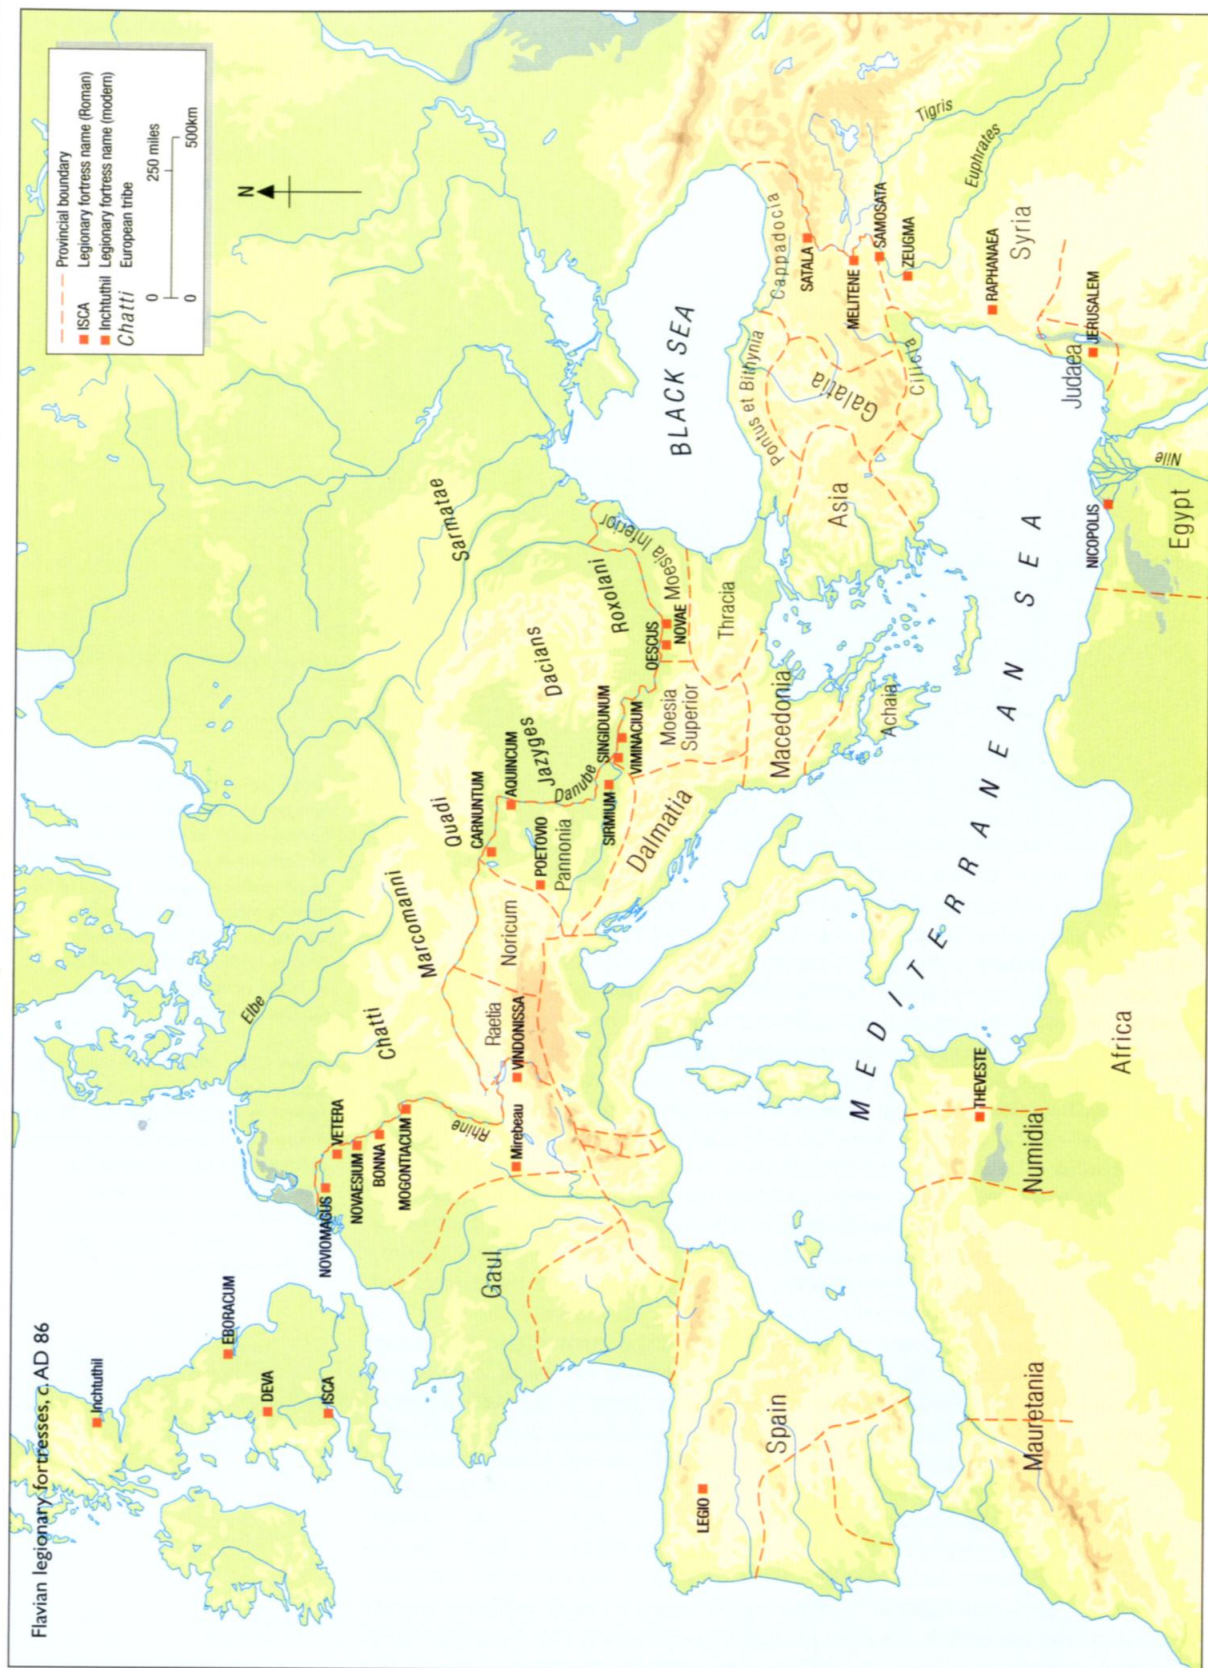 Flavian legionary fortresses, c. AD 86
Provincial boundary
ISCA Legionary fortress name (Roman)
Inchtuthil Legionary fortress name (modern)
Chatti European tribe
0 250 miles
0 500km
N
Inchtuthil
EBORACUM
DEVA
ISCA
NOVIOMAGUS
VETERA
NOVAESIUM
BONNA
MOGONTIACUM
Rhine
Mirebeau
VINDONISSA
Gaul
Elbe
Chatti
Marcomanni
Quadi
Raetia
Noricum
CARNUNTUM
AQUINCUM
Jazyges
POETOVIO
Pannonia
Danube
SIRMIUM
SINGIDUNUM
VIMINACIUM
Dalmatia
Dacians
Sarmatae
Roxolani
Moesia
Superior
OESCUS
NOVAE
Moesia Inferior
Thracia
Macedonia
Achaia
BLACK SEA
Pontus et Bithynia
Cappadocia
Galatia
Asia
Cilicia
SATALA
MELITENE
SAMOSATA
ZEUGMA
Tigris
Euphrates
RAPHANAEA
Syria
Judaea
JERUSALEM
NICOPOLIS
Nile
Egypt
MEDITERRANEAN SEA
LEGIO
Spain
Mauretania
Numidia
THEVESTE
Africa